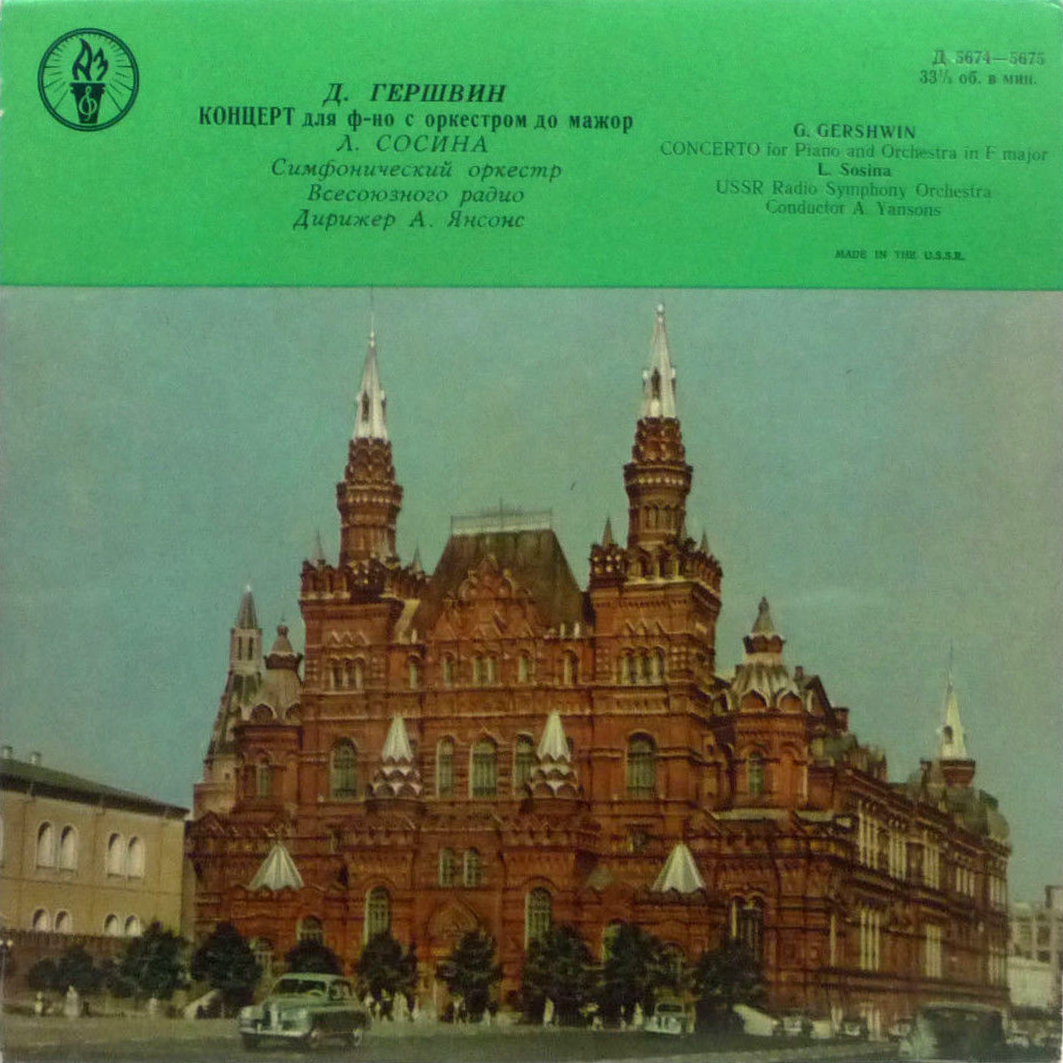 ДЗ
Д. ГЕРШВИН
КОНЦЕРТ для ф-но с оркестром до мажор
Л. СОСИНА
Симфонический оркестр
Всесоюзного радио
Дирижер А. Янсонс
Д 5674—5675
33⅓ об. в мин.
G. GERSHWIN
CONCERTO for Piano and Orchestra in F major
L. Sosina
USSR Radio Symphony Orchestra
Conductor A. Yansons
MADE IN THE U.S.S.R.